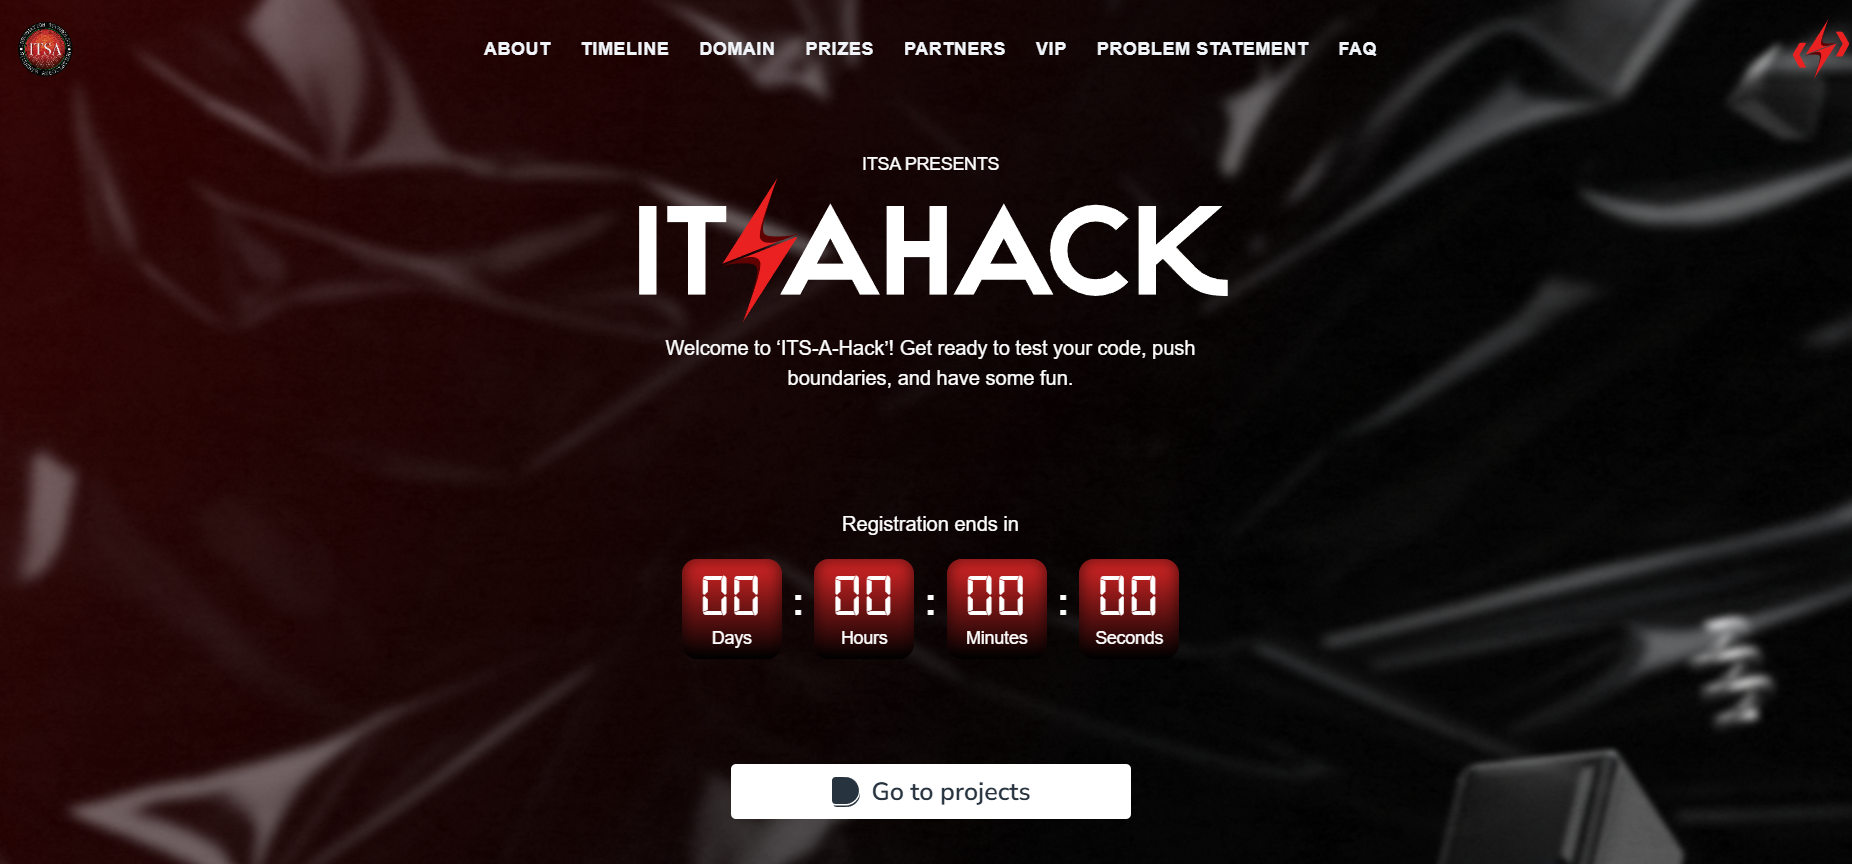 ITSA
ABOUT TIMELINE DOMAIN PRIZES PARTNERS VIP PROBLEM STATEMENT FAQ
ITSA PRESENTS
ITSAHACK
Welcome to ‘ITS-A-Hack’! Get ready to test your code, push
boundaries, and have some fun.
Registration ends in
00 : 00 : 00 : 00
Days Hours Minutes Seconds
Go to projects